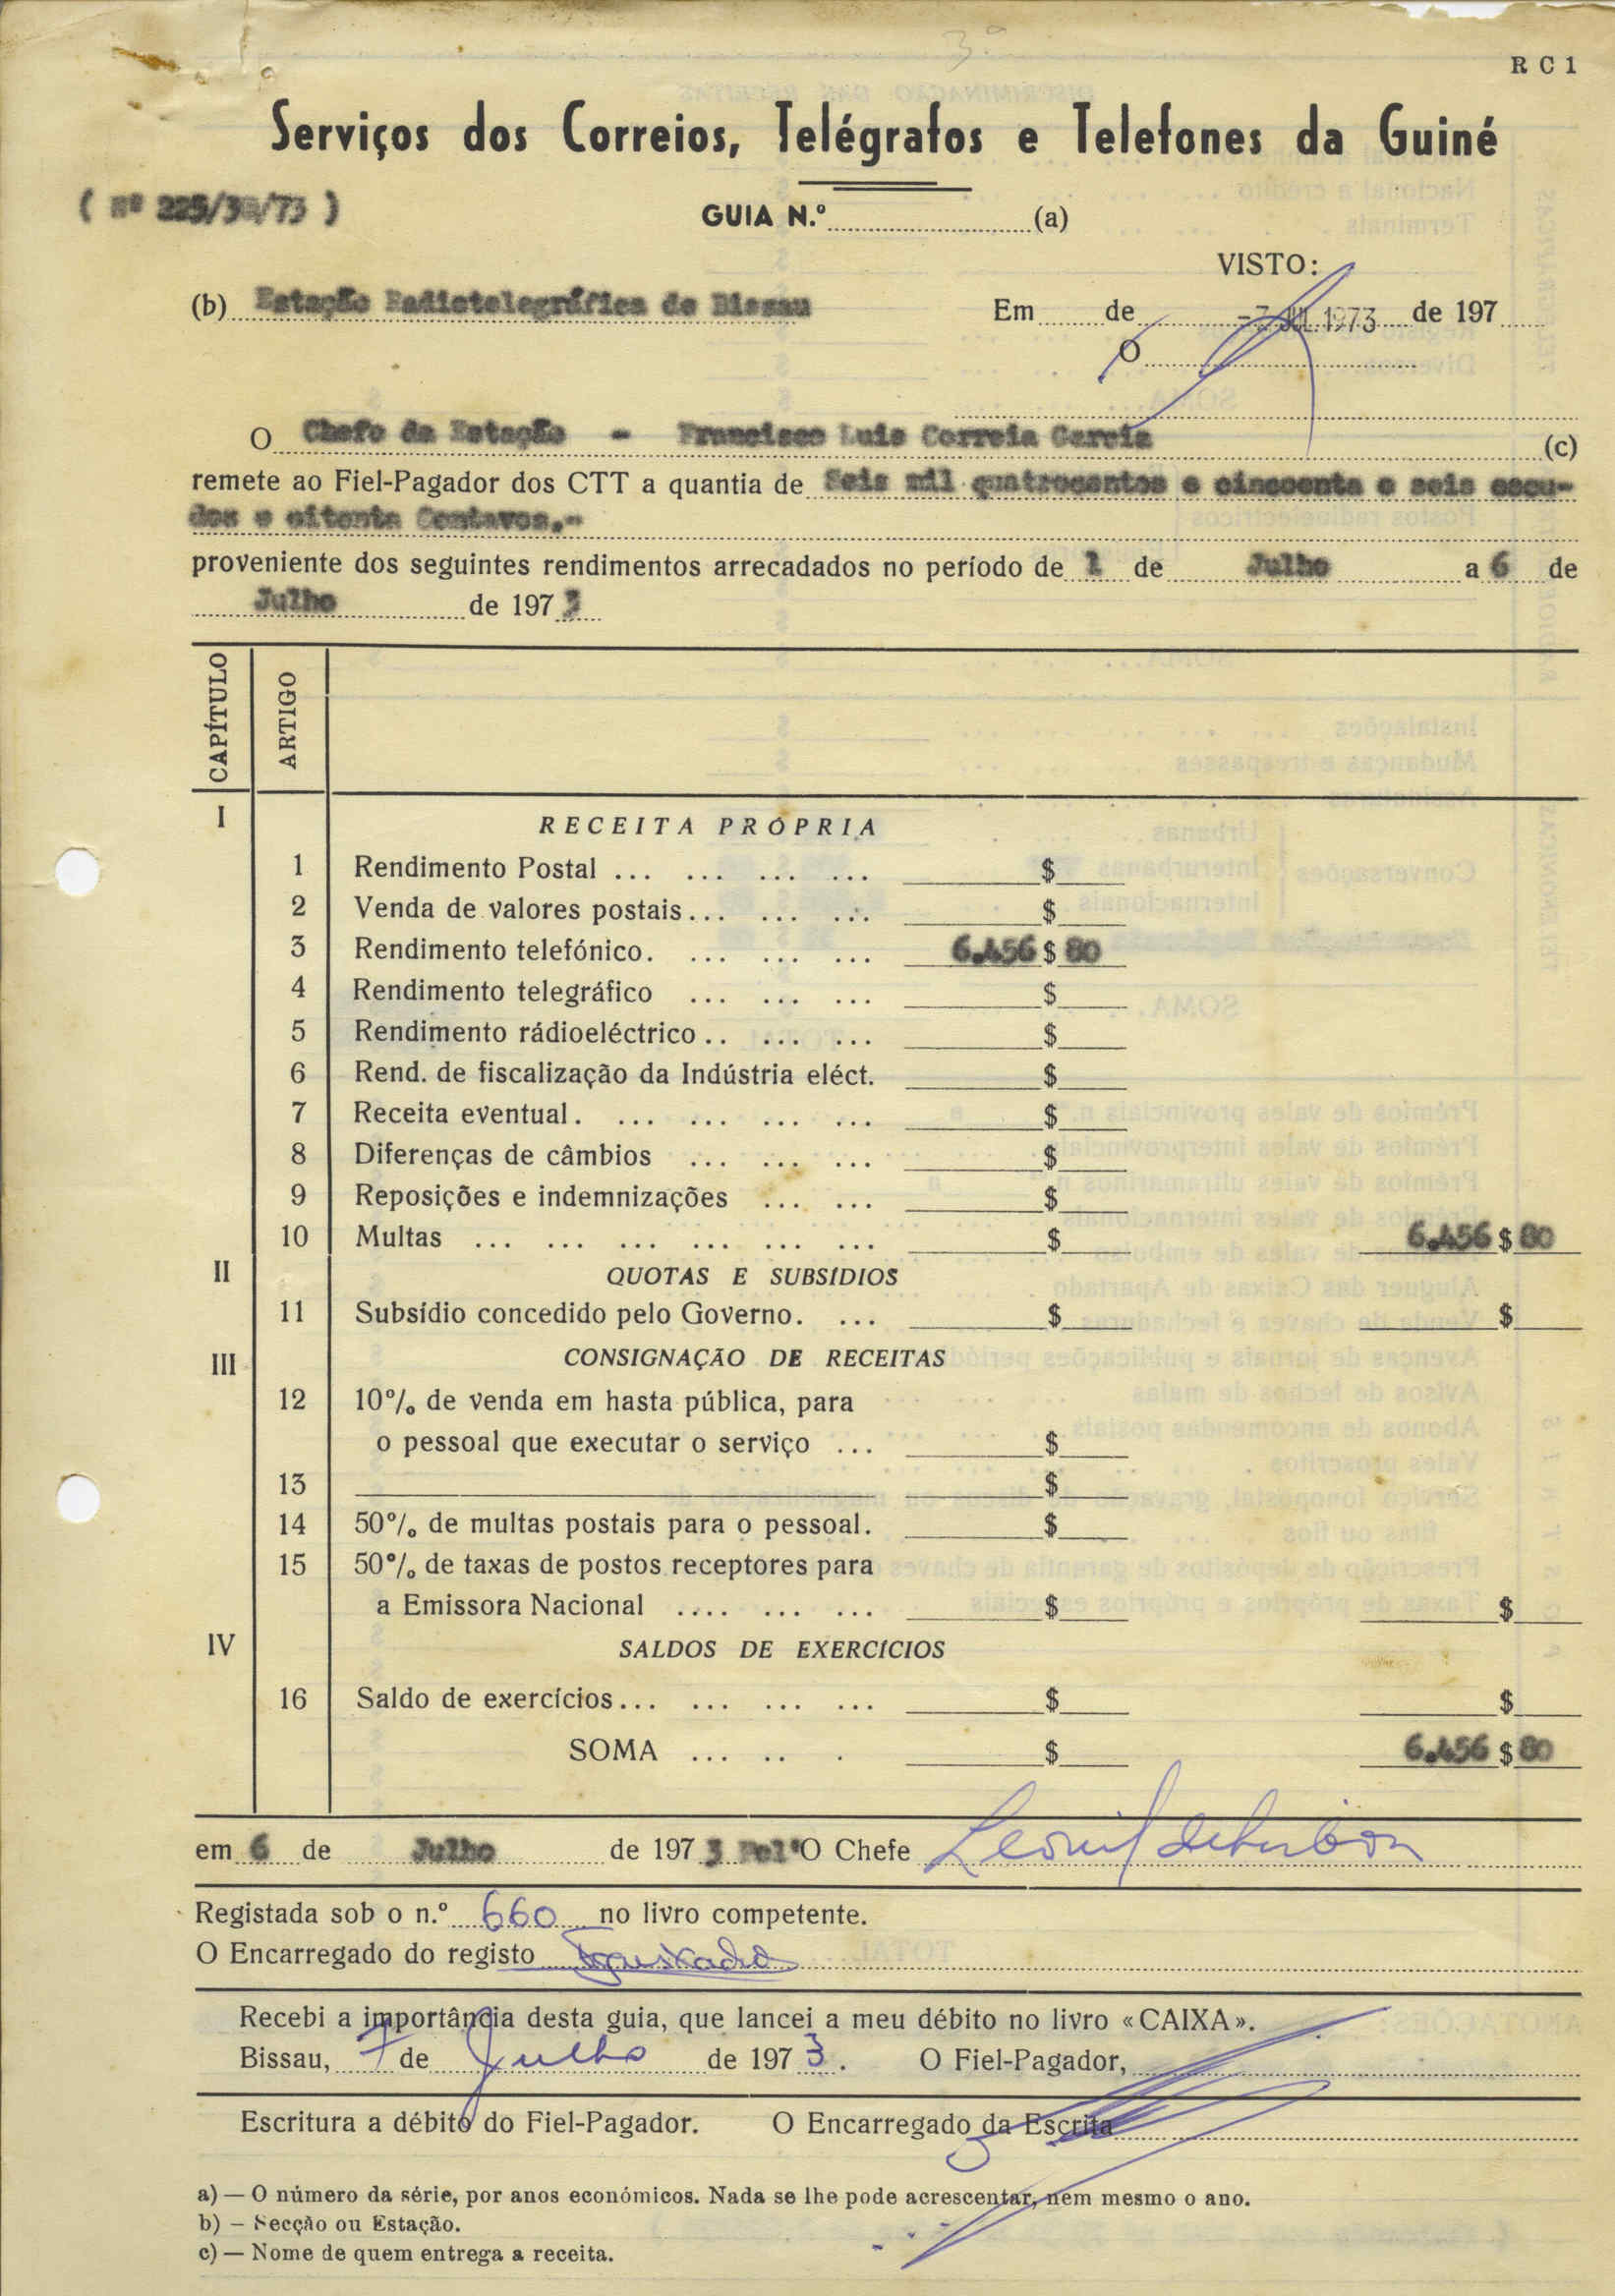 3ª
R C 1
Serviços dos Correios, Telégrafos e Telefones da Guiné
( Nº 225/3ª/73 )
GUIA N.º (a)
VISTO:
(b) Estação Radiotelegráfica de Bissau
Em de -7 JUL 1973 de 197
O
O Chefe da Estação - Francisco Luis Correia Garcia (c)
remete ao Fiel-Pagador dos CTT a quantia de Seis mil quatrocentos e cincoenta e seis escu-
dos e oitenta Centavos.-
proveniente dos seguintes rendimentos arrecadados no período de 1 de Julho a 6 de
Julho de 1973
CAPÍTULO ARTIGO
I
RECEITA PRÓPRIA
1 Rendimento Postal ... ... ... ... $
2 Venda de valores postais... ... ... $
3 Rendimento telefónico. ... ... ... 6.456 $ 80
4 Rendimento telegráfico ... ... ... $
5 Rendimento rádioeléctrico .. ... ... $
6 Rend. de fiscalização da Indústria eléct. $
7 Receita eventual. ... ... ... ... $
8 Diferenças de câmbios ... ... ... $
9 Reposições e indemnizações ... ... $
10 Multas ... ... ... ... ... ... $ 6.456 $ 80
II QUOTAS E SUBSÍDIOS
11 Subsídio concedido pelo Governo. ... $ $
III CONSIGNAÇÃO DE RECEITAS
12 10% de venda em hasta pública, para
o pessoal que executar o serviço ... $
13 $
14 50% de multas postais para o pessoal. $
15 50% de taxas de postos receptores para
a Emissora Nacional .... ... ... $ $
IV SALDOS DE EXERCÍCIOS
16 Saldo de exercícios... ... ... ... $ $
SOMA ... .. . $ 6.456 $ 80
em 6 de Julho de 1973 Pel'O Chefe
Registada sob o n.º 660 no livro competente.
O Encarregado do registo
Recebi a importância desta guia, que lancei a meu débito no livro «CAIXA».
Bissau, 7 de Julho de 1973. O Fiel-Pagador,
Escritura a débito do Fiel-Pagador. O Encarregado da Escrita
a) — O número da série, por anos económicos. Nada se lhe pode acrescentar, nem mesmo o ano.
b) — Secção ou Estação.
c) — Nome de quem entrega a receita.